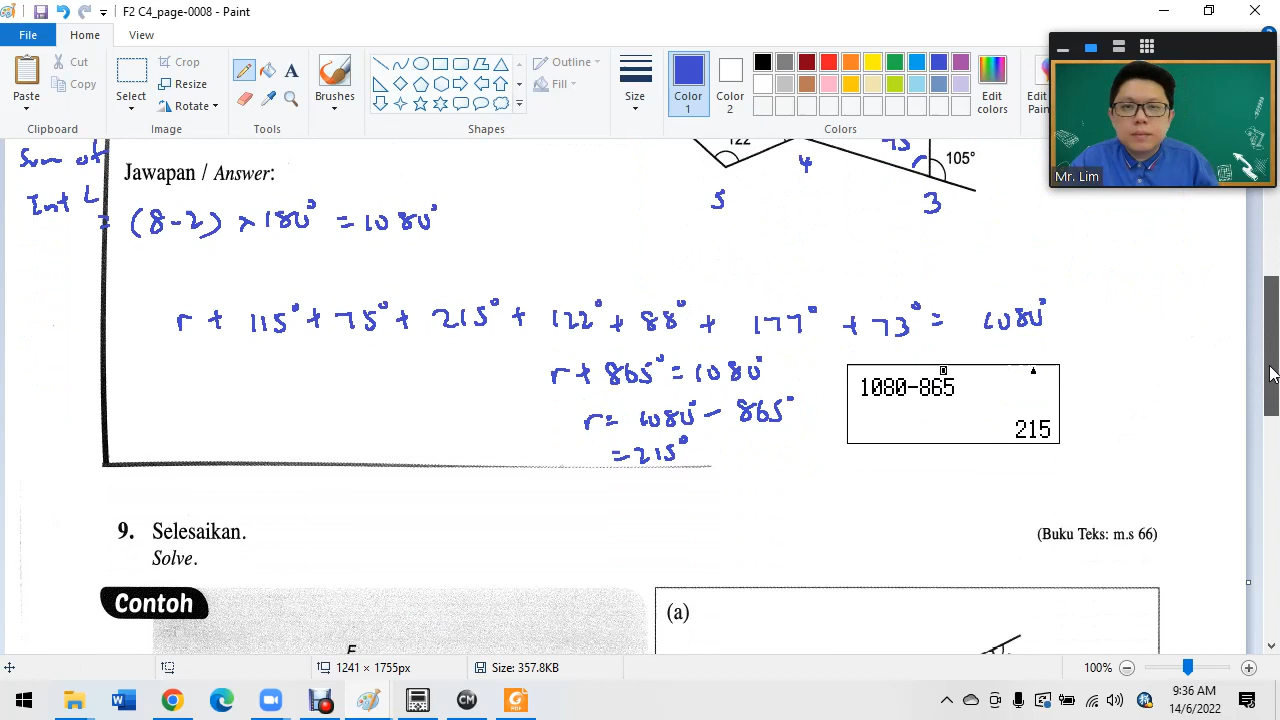 F2 C4_page-0008 - Paint
File Home View
Paste Cut Copy Clipboard
Select Crop Resize Rotate Image
Tools
Brushes
Shapes
Outline Fill
Size
Color 1 Color 2 Colors
Edit colors
Edit Pain
Mr. Lim
122 4 75 r 105°
5 3
Sum of
Int L
Jawapan / Answer:
= (8-2) × 180° = 1080°
r + 115° + 75° + 215° + 122° + 88° + 177° + 73° = 1080°
r + 865° = 1080°
r = 1080° - 865°
= 215°
1080-865
215
9. Selesaikan. (Buku Teks: m.s 66)
Solve.
Contoh
(a)
E
1241 × 1755px Size: 357.8KB 100%
9:36 AM
14/6/2022